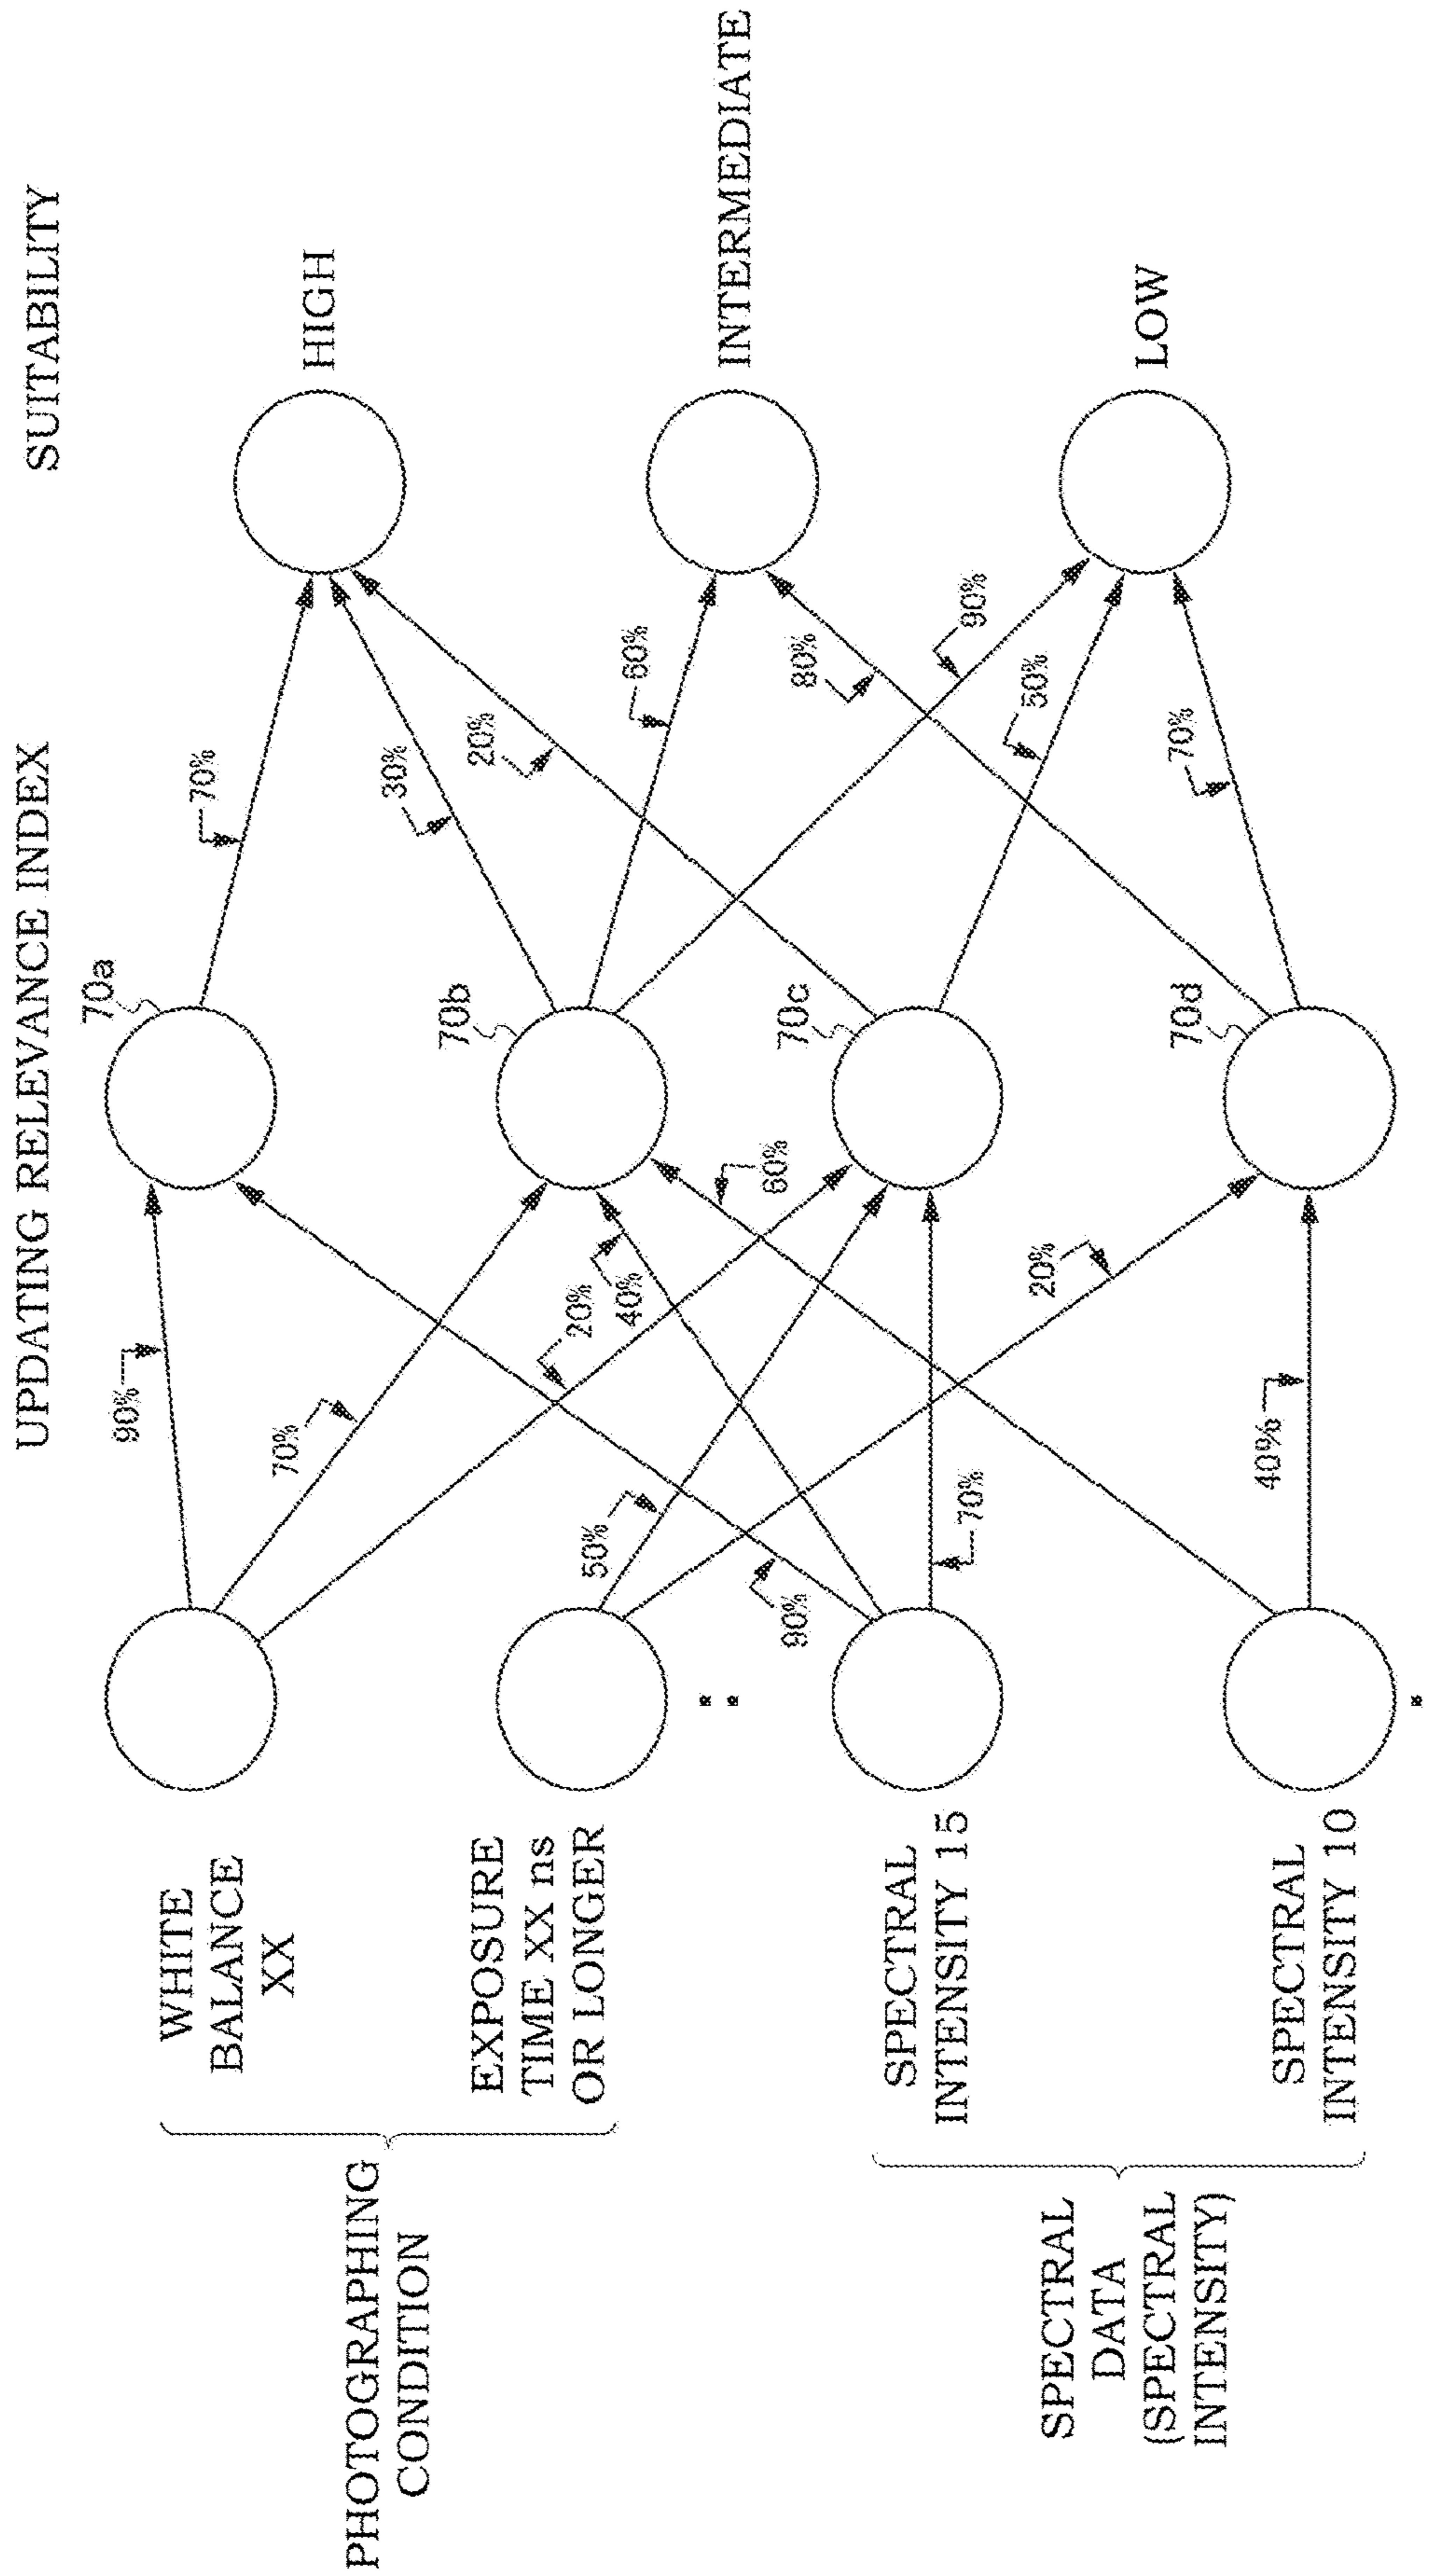 UPDATING RELEVANCE INDEX
SUITABILITY
PHOTOGRAPHING
CONDITION
WHITE
BALANCE
XX
EXPOSURE
TIME XX ns
OR LONGER
SPECTRAL
DATA
(SPECTRAL
INTENSITY)
SPECTRAL
INTENSITY 15
SPECTRAL
INTENSITY 10
90%
70%
20%
40%
50%
90%
70%
60%
20%
40%
70a
70b
70c
70d
70%
30%
20%
60%
80%
90%
50%
70%
HIGH
INTERMEDIATE
LOW